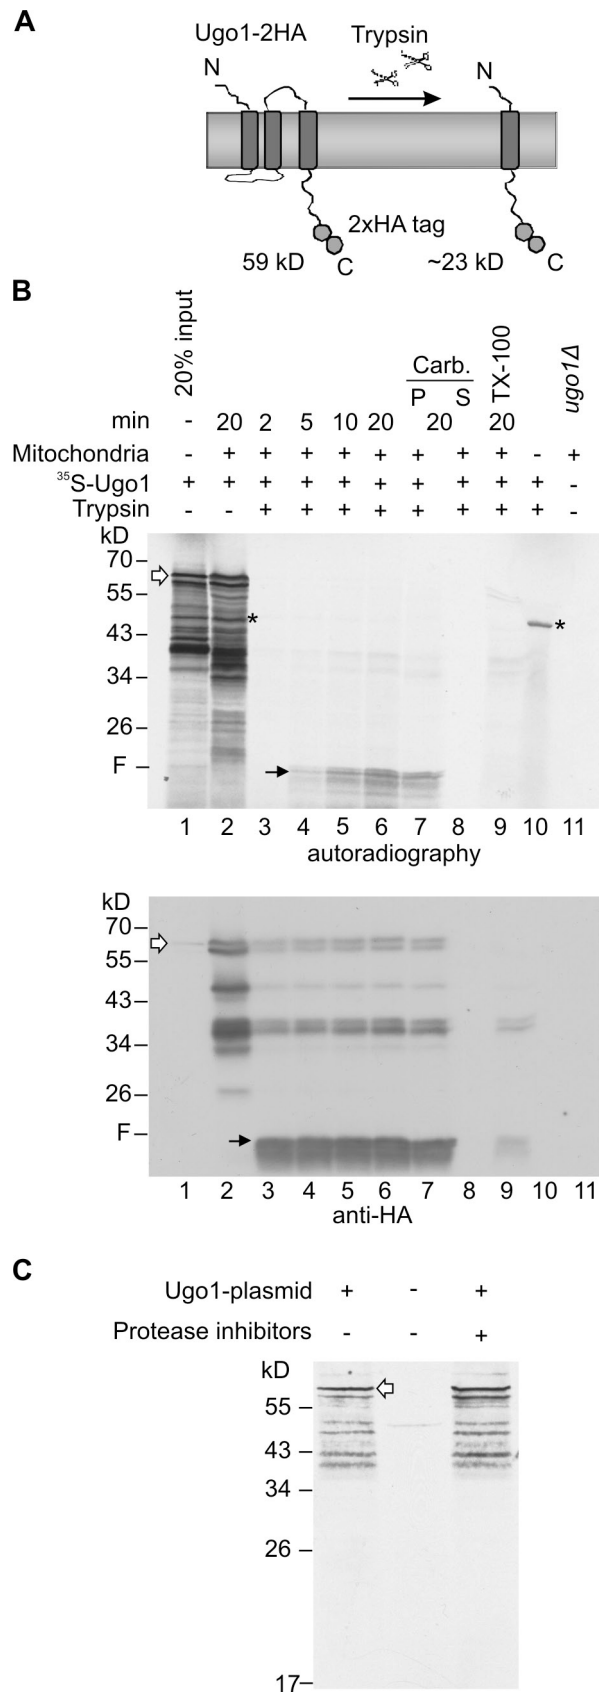 A
Ugo1-2HA Trypsin
N N
2xHA tag
59 kD C ~23 kD C
B
20% input TX-100 ugo1Δ
Carb.
P S
min - 20 2 5 10 20 20 20
Mitochondria - + + + + + + + + - +
35S-Ugo1 + + + + + + + + + + -
Trypsin - - + + + + + + + + -
kD
70
55
*
*
43
34
26
F
1 2 3 4 5 6 7 8 9 10 11
autoradiography
kD
70
55
43
34
26
F
1 2 3 4 5 6 7 8 9 10 11
anti-HA
C
Ugo1-plasmid + - +
Protease inhibitors - - +
kD
55
43
34
26
17